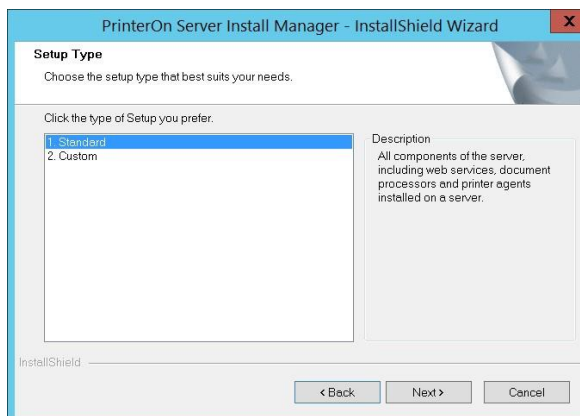 PrinterOn Server Install Manager - InstallShield Wizard
X
Setup Type
Choose the setup type that best suits your needs.
Click the type of Setup you prefer.
1. Standard
2. Custom
Description
All components of the server,
including web services, document
processors and printer agents
installed on a server.
InstallShield
< Back
Next >
Cancel